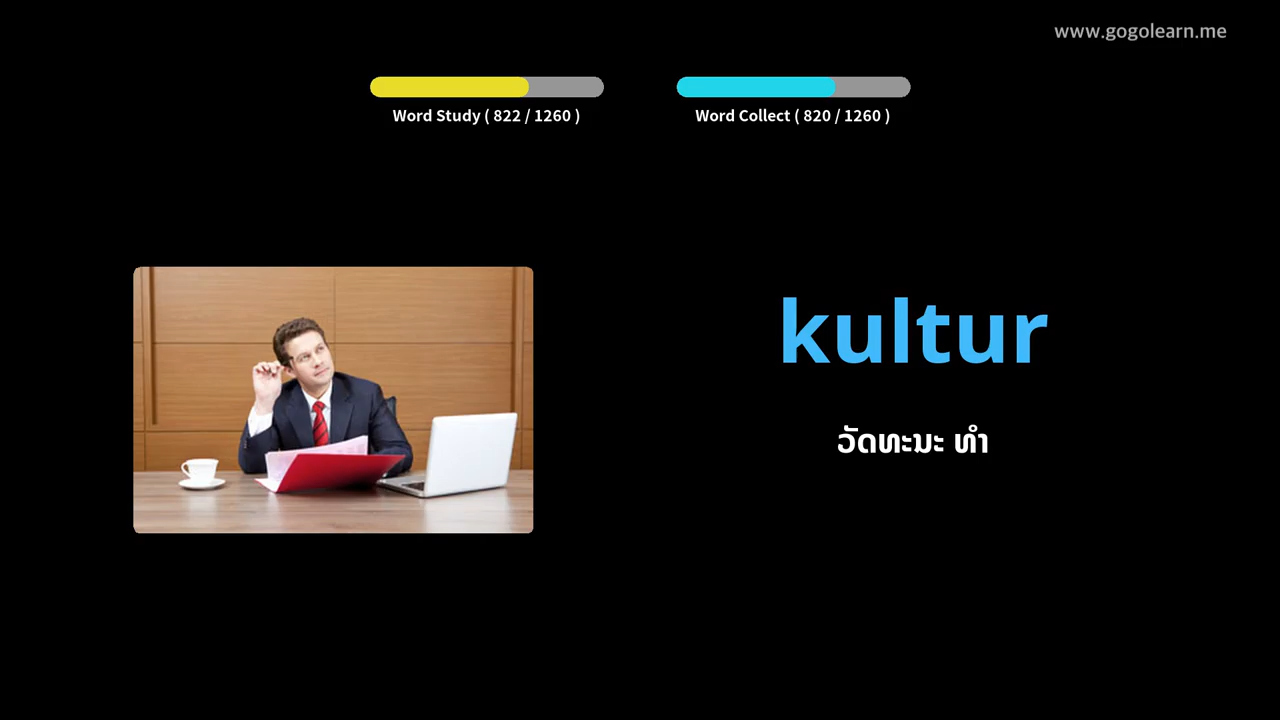 www.gogolearn.me
Word Study ( 822 / 1260 )
Word Collect ( 820 / 1260 )
kultur
ວັດທະນະ ທຳ